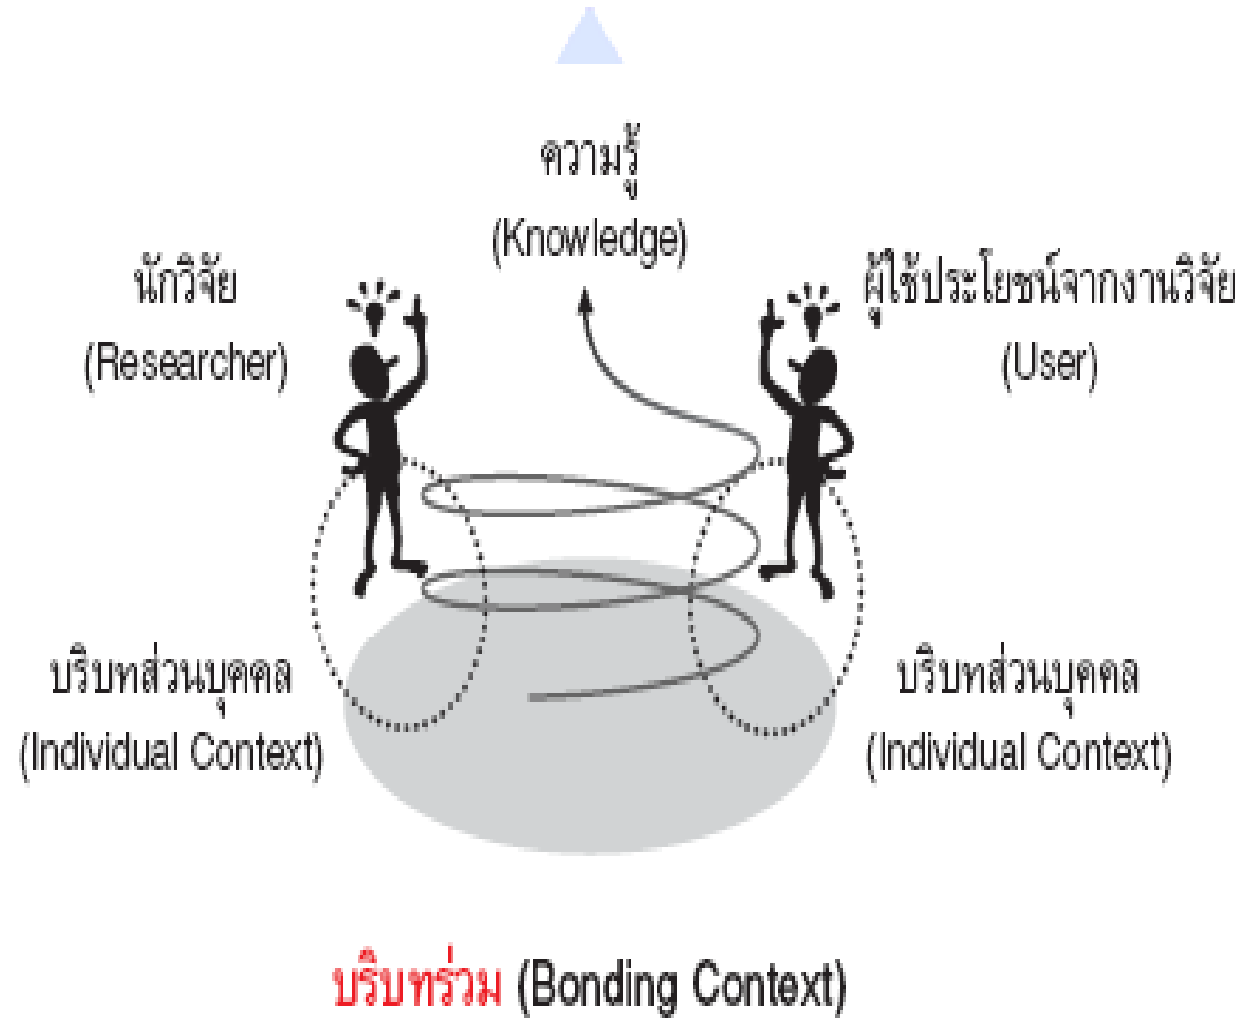 ความรู้
(Knowledge)
นักวิจัย
(Researcher)
ผู้ใช้ประโยชน์จากงานวิจัย
(User)
บริบทส่วนบุคคล
(Individual Context)
บริบทส่วนบุคคล
(Individual Context)
บริบทร่วม (Bonding Context)